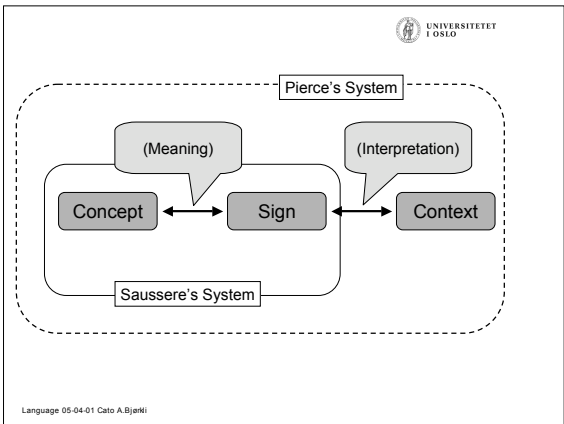 UNIVERSITETET
I OSLO
Pierce's System
(Meaning)
(Interpretation)
Concept
Sign
Context
Saussere's System
Language 05-04-01 Cato A.Bjørkli